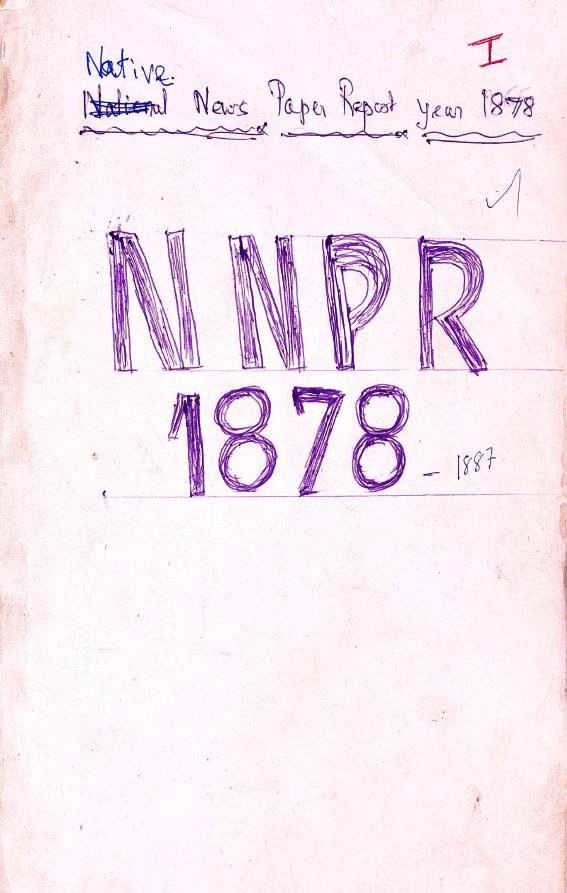 I
Native.
National News Paper Report year 1878
NNPR
1878 - 1887